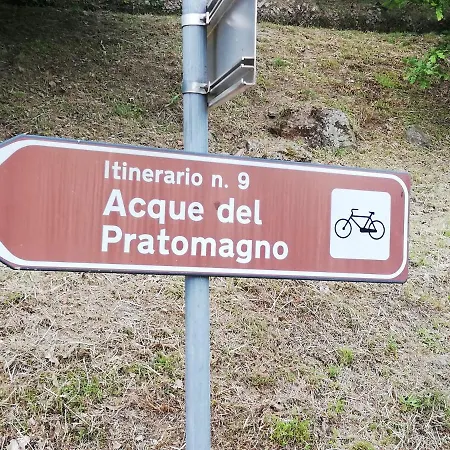 Itinerario n. 9
Acque del
Pratomagno